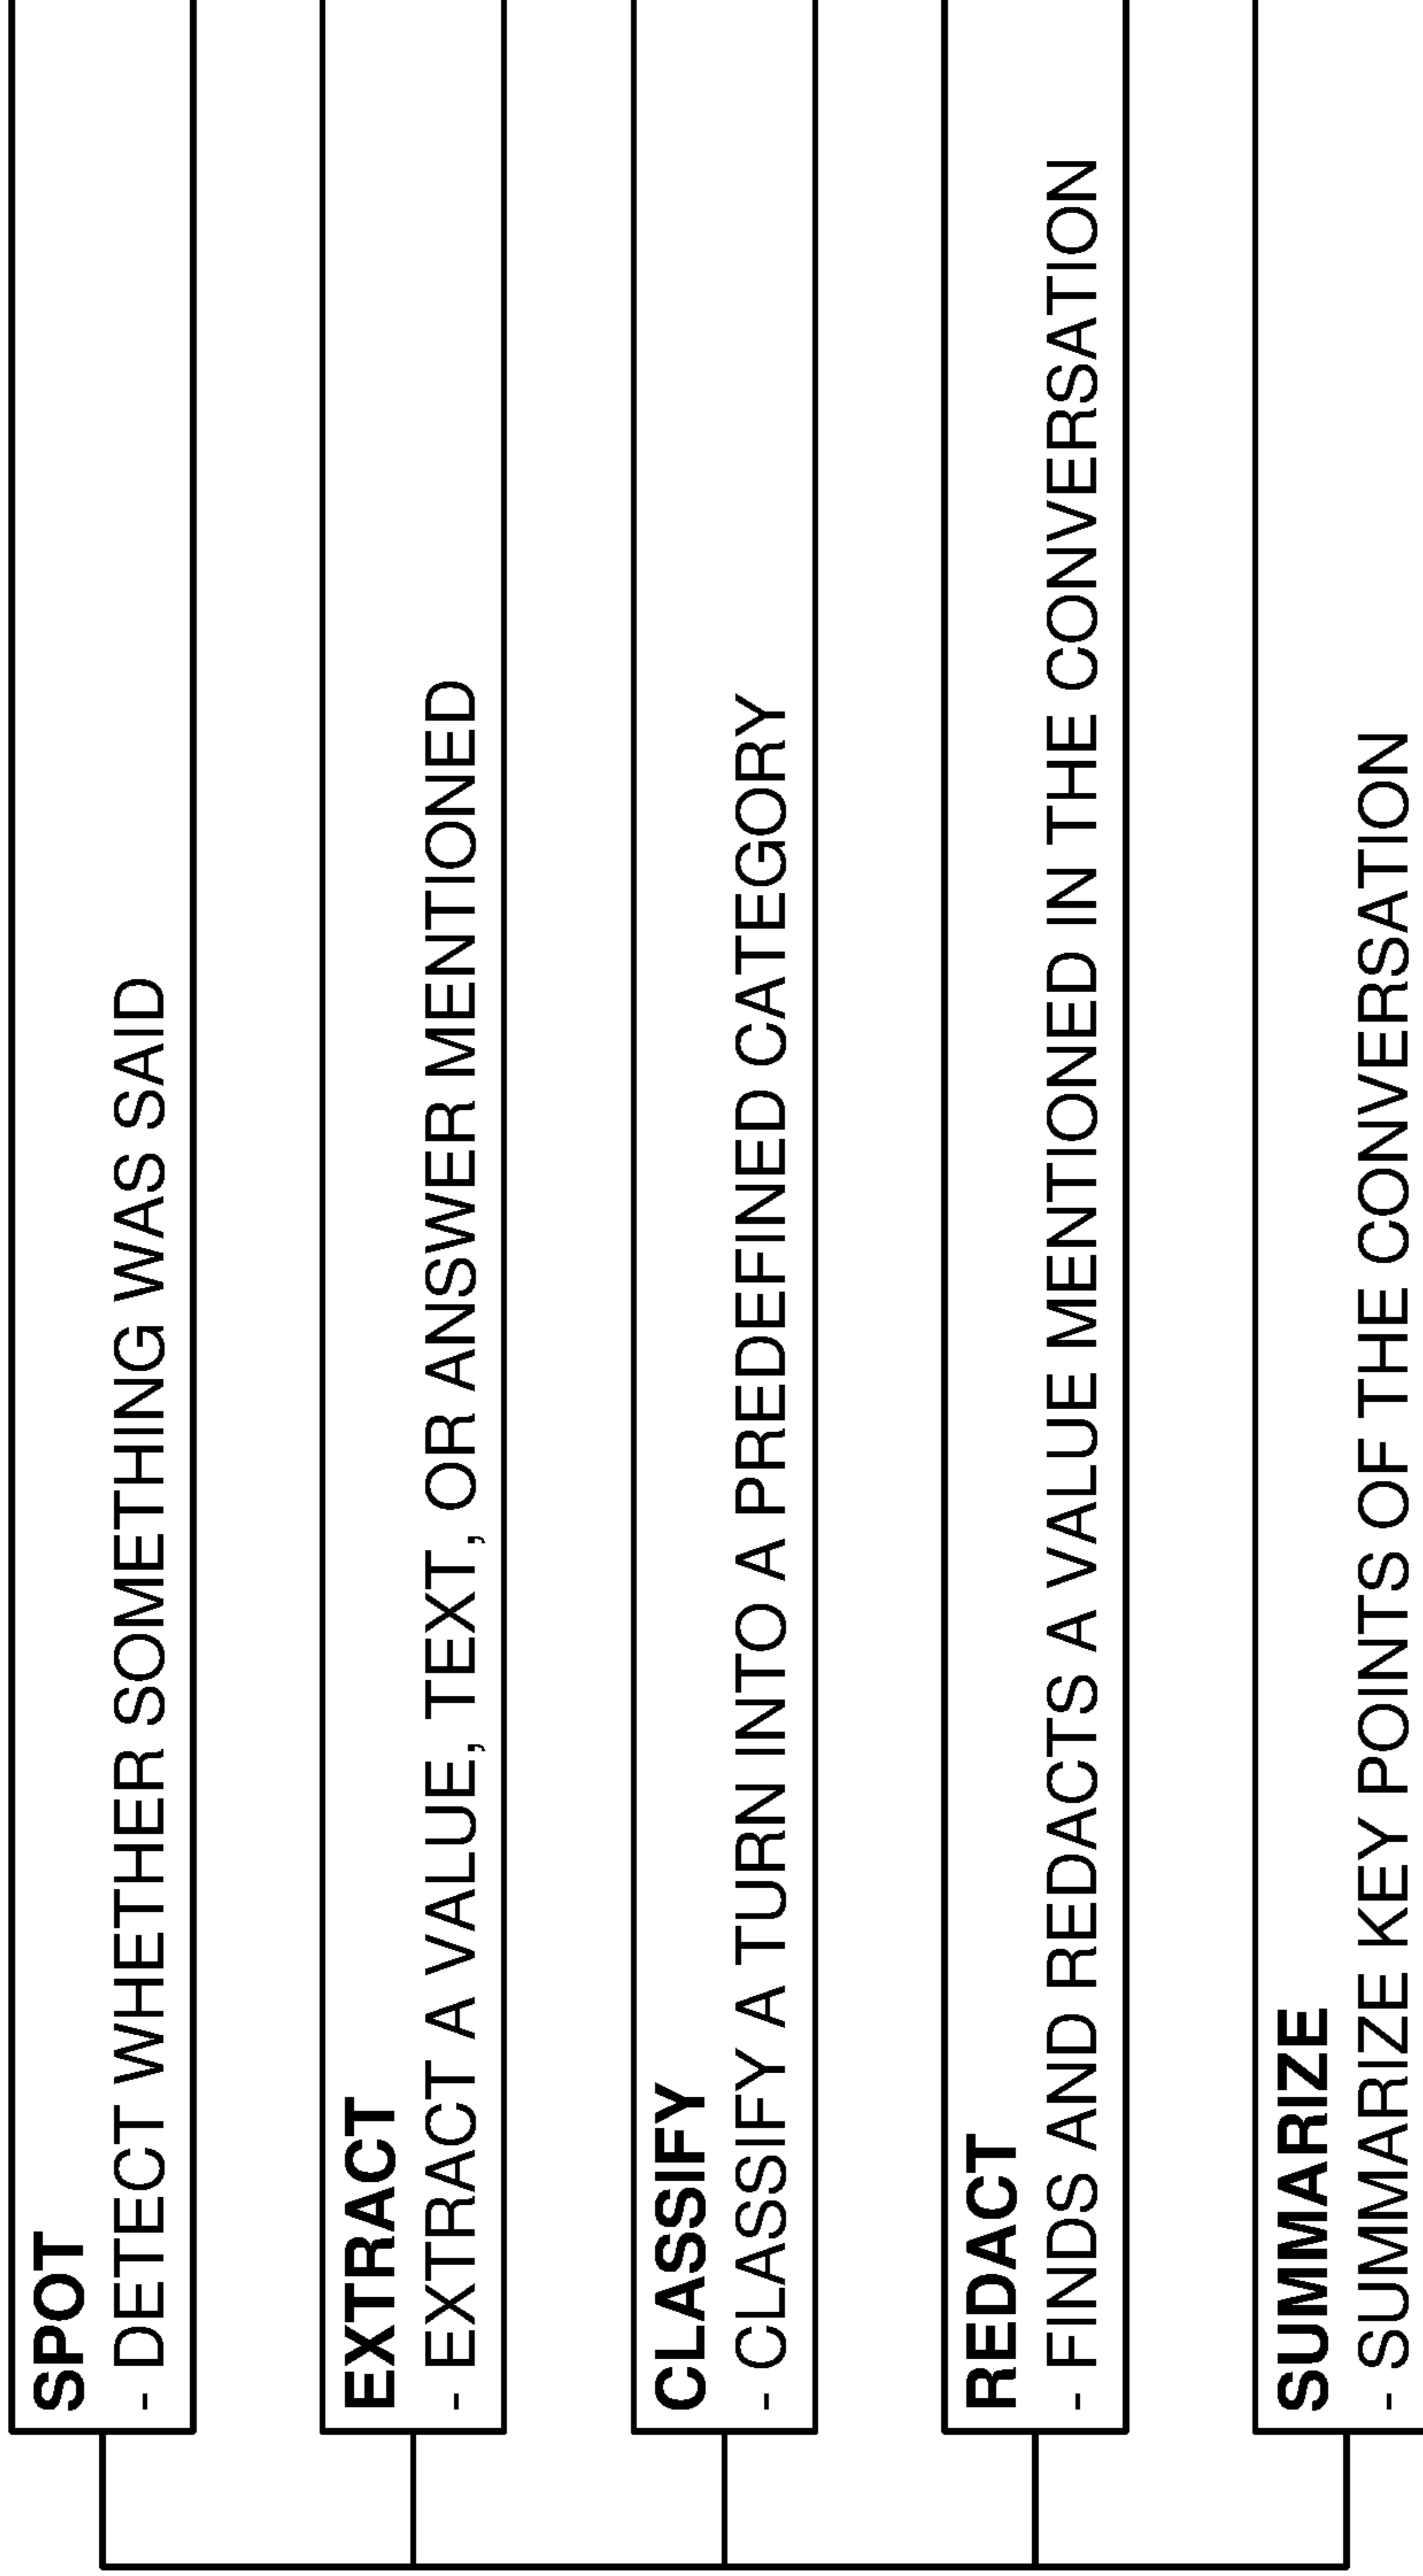 SPOT
- DETECT WHETHER SOMETHING WAS SAID
EXTRACT
- EXTRACT A VALUE, TEXT, OR ANSWER MENTIONED
CLASSIFY
- CLASSIFY A TURN INTO A PREDEFINED CATEGORY
REDACT
- FINDS AND REDACTS A VALUE MENTIONED IN THE CONVERSATION
SUMMARIZE
- SUMMARIZE KEY POINTS OF THE CONVERSATION